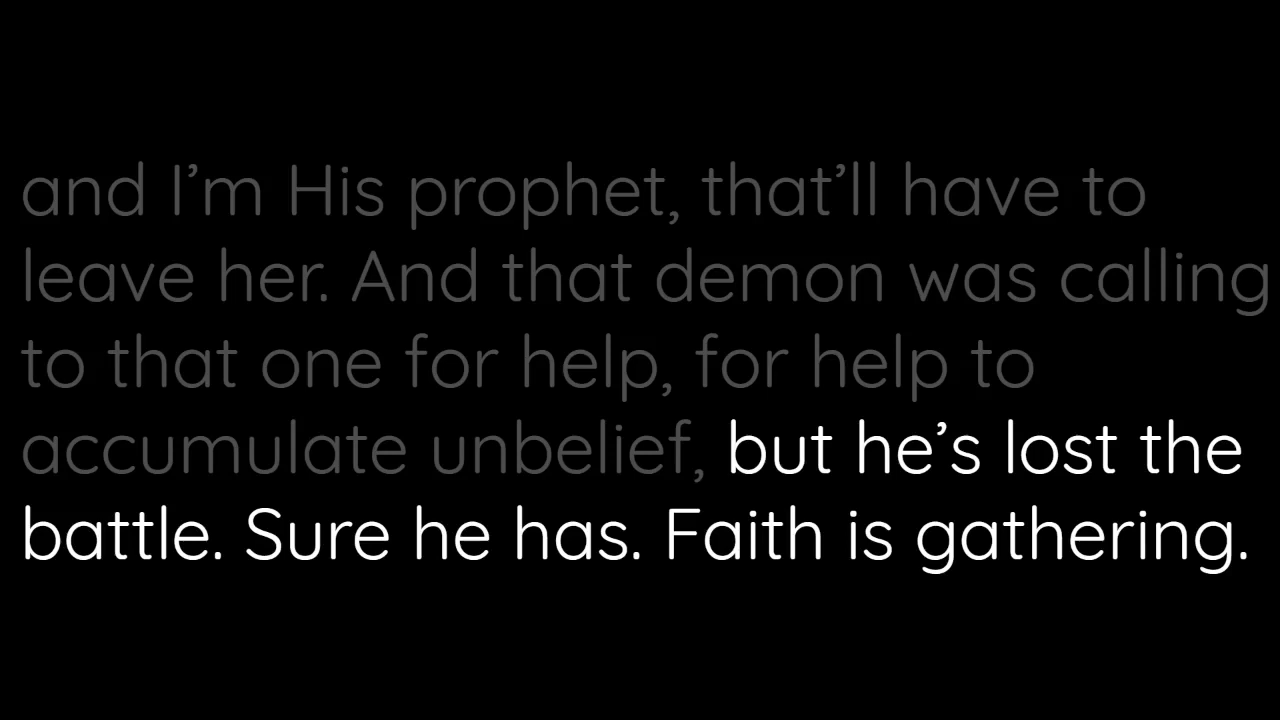 and I’m His prophet, that’ll have to
leave her. And that demon was calling
to that one for help, for help to
accumulate unbelief, but he’s lost the
battle. Sure he has. Faith is gathering.